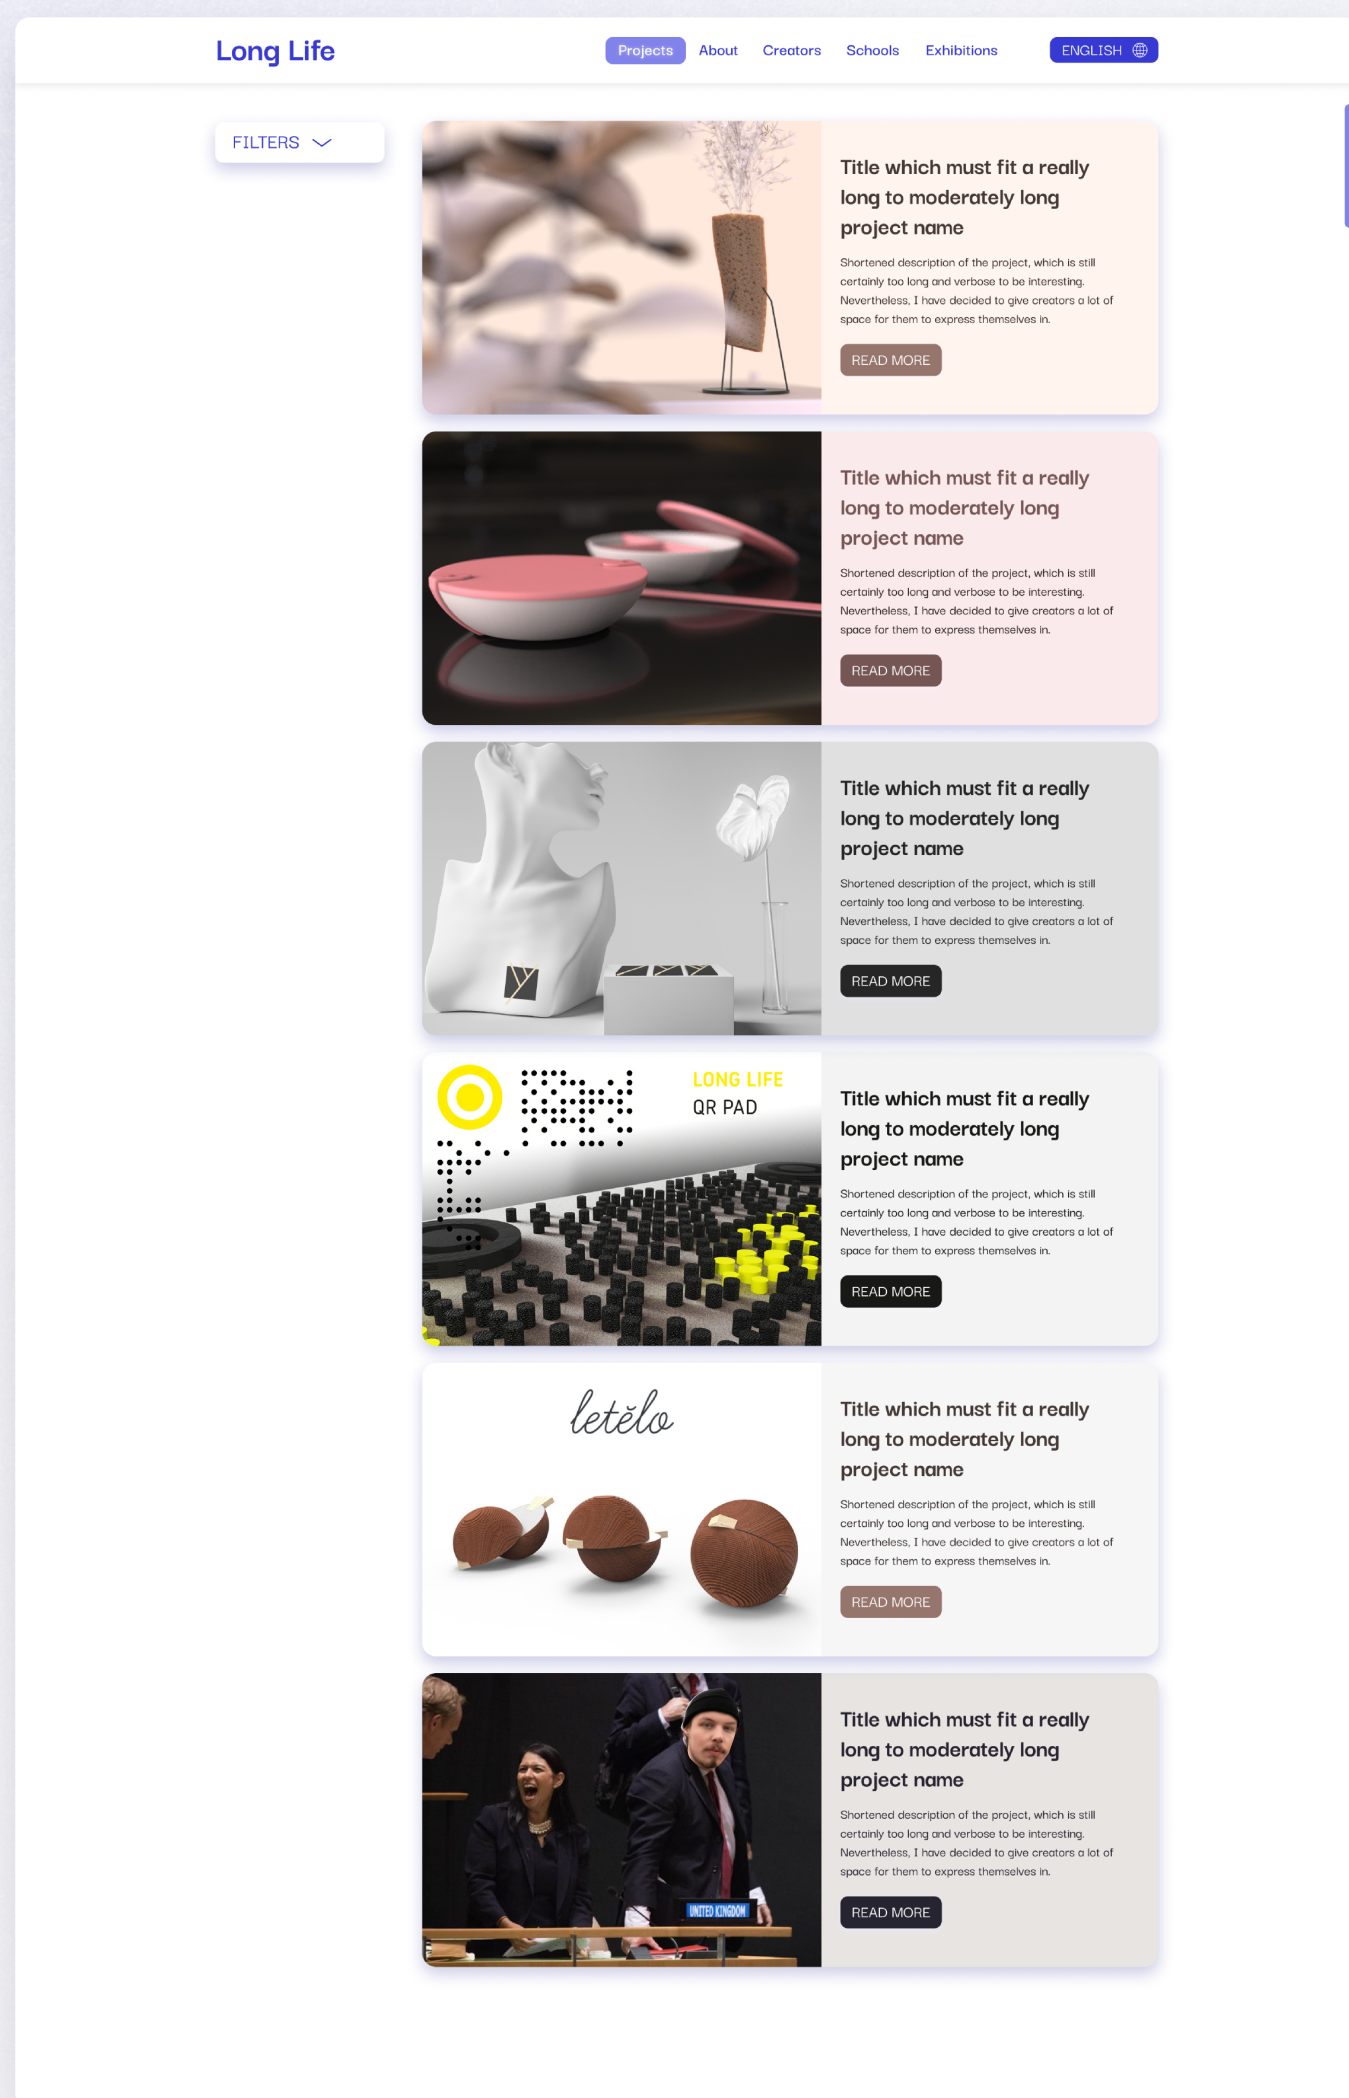 Long Life
Projects
About
Creators
Schools
Exhibitions
ENGLISH
FILTERS
Title which must fit a really
long to moderately long
project name
Shortened description of the project, which is still
certainly too long and verbose to be interesting.
Nevertheless, I have decided to give creators a lot of
space for them to express themselves in.
READ MORE
Title which must fit a really
long to moderately long
project name
Shortened description of the project, which is still
certainly too long and verbose to be interesting.
Nevertheless, I have decided to give creators a lot of
space for them to express themselves in.
READ MORE
Title which must fit a really
long to moderately long
project name
Shortened description of the project, which is still
certainly too long and verbose to be interesting.
Nevertheless, I have decided to give creators a lot of
space for them to express themselves in.
READ MORE
LONG LIFE
QR PAD
Title which must fit a really
long to moderately long
project name
Shortened description of the project, which is still
certainly too long and verbose to be interesting.
Nevertheless, I have decided to give creators a lot of
space for them to express themselves in.
READ MORE
letělo
Title which must fit a really
long to moderately long
project name
Shortened description of the project, which is still
certainly too long and verbose to be interesting.
Nevertheless, I have decided to give creators a lot of
space for them to express themselves in.
READ MORE
UNITED KINGDOM
Title which must fit a really
long to moderately long
project name
Shortened description of the project, which is still
certainly too long and verbose to be interesting.
Nevertheless, I have decided to give creators a lot of
space for them to express themselves in.
READ MORE